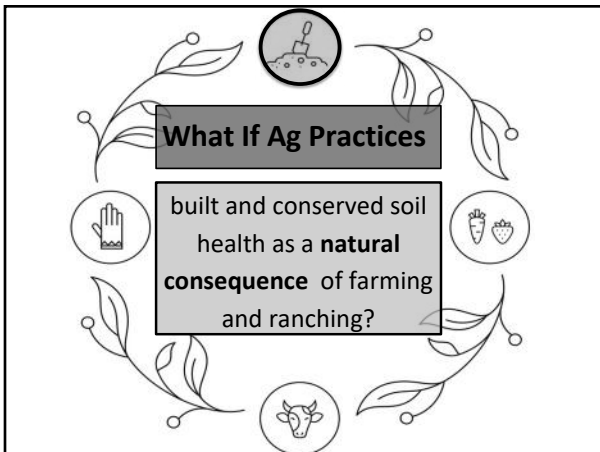 What If Ag Practices
built and conserved soil
health as a natural
consequence of farming
and ranching?